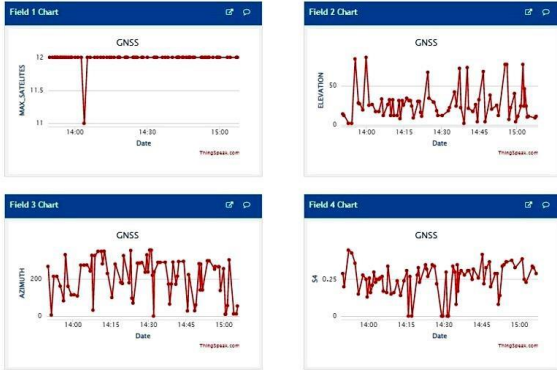 Field 1 Chart
GNSS
MAX_SATELITES
12
11.5
11
14:00
14:30
15:00
Date
ThingSpeak.com
Field 2 Chart
GNSS
ELEVATION
50
0
14:00
14:15
14:30
14:45
15:00
Date
ThingSpeak.com
Field 3 Chart
GNSS
AZIMUTH
200
0
14:00
14:15
14:30
14:45
15:00
Date
ThingSpeak.com
Field 4 Chart
GNSS
S4
0.25
0
14:00
14:15
14:30
14:45
15:00
Date
ThingSpeak.com